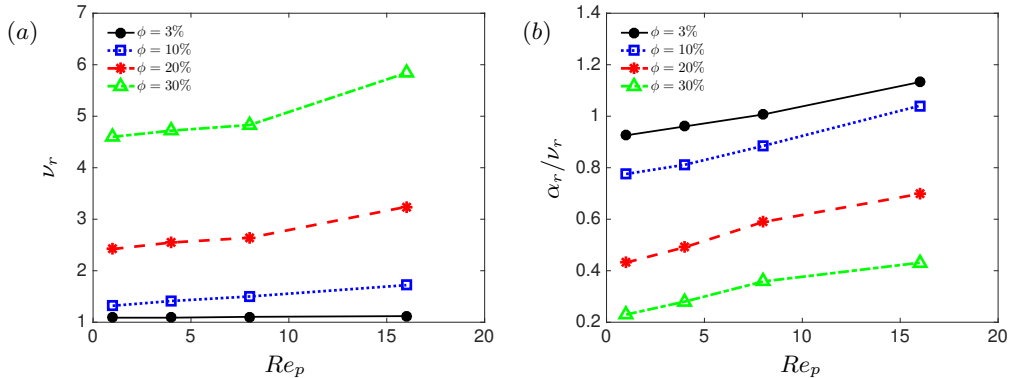 (a)
ϕ = 3%
ϕ = 10%
ϕ = 20%
ϕ = 30%
7
6
5
4
3
2
1
ν_r
0
5
10
15
20
Re_p
(b)
ϕ = 3%
ϕ = 10%
ϕ = 20%
ϕ = 30%
1.4
1.2
1
0.8
0.6
0.4
0.2
α_r/ν_r
0
5
10
15
20
Re_p